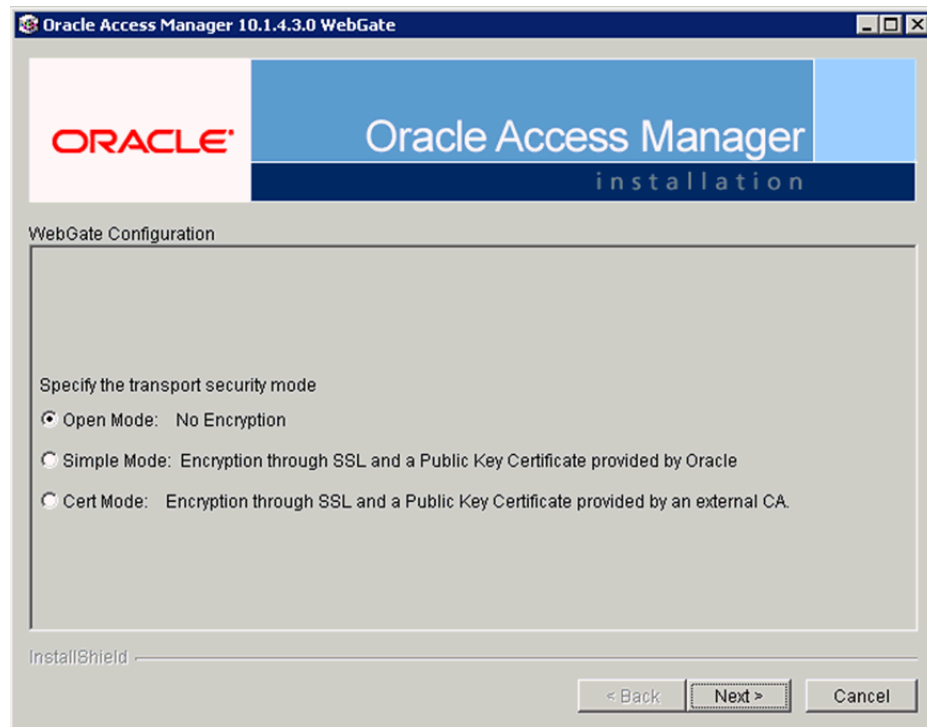 Oracle Access Manager 10.1.4.3.0 WebGate
ORACLE
Oracle Access Manager
installation
WebGate Configuration
Specify the transport security mode
Open Mode: No Encryption
Simple Mode: Encryption through SSL and a Public Key Certificate provided by Oracle
Cert Mode: Encryption through SSL and a Public Key Certificate provided by an external CA.
InstallShield
< Back
Next >
Cancel